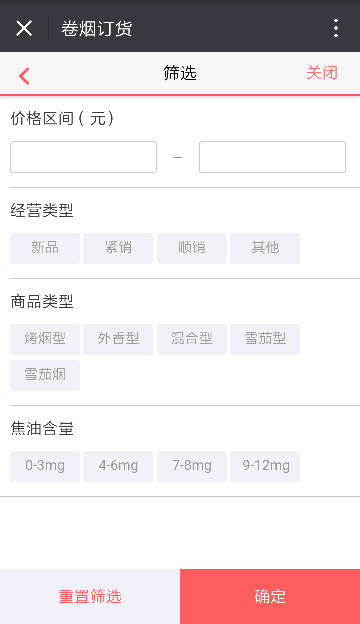 卷烟订货
筛选 关闭
价格区间（元）
–
经营类型
新品 紧销 顺销 其他
商品类型
烤烟型 外香型 混合型 雪茄型
雪茄烟
焦油含量
0-3mg 4-6mg 7-8mg 9-12mg
重置筛选 确定